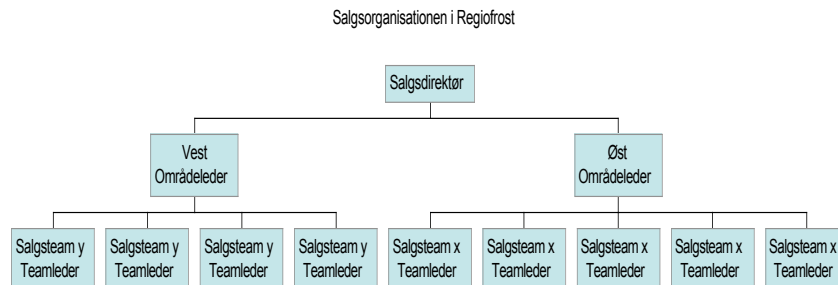 Salgsorganisationen i Regiofrost
Salgsdirektør
Vest
Områdeleder
Øst
Områdeleder
Salgsteam y
Teamleder
Salgsteam y
Teamleder
Salgsteam y
Teamleder
Salgsteam y
Teamleder
Salgsteam x
Teamleder
Salgsteam x
Teamleder
Salgsteam x
Teamleder
Salgsteam x
Teamleder
Salgsteam x
Teamleder